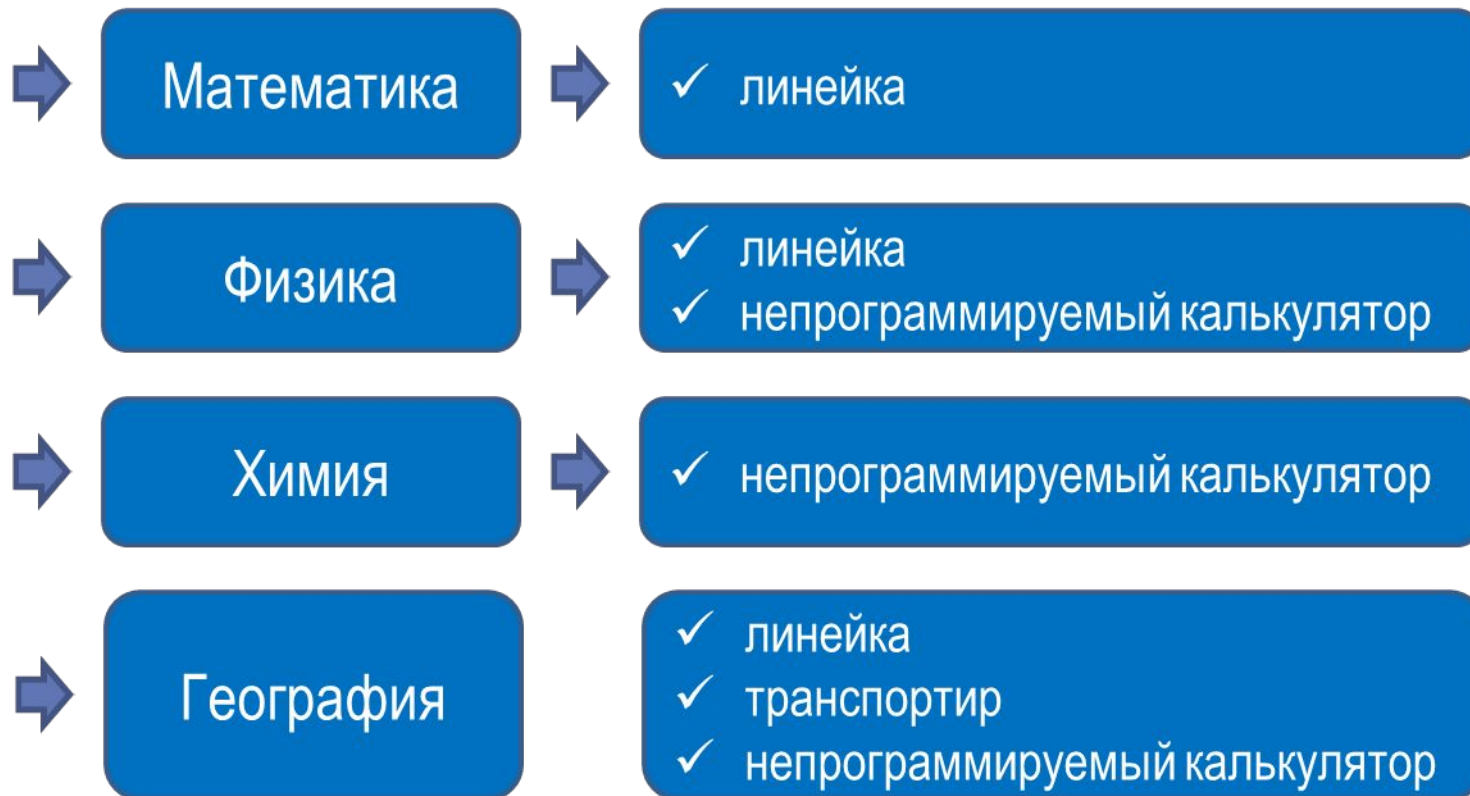 Математика
✓ линейка
Физика
✓ линейка
✓ непрограммируемый калькулятор
Химия
✓ непрограммируемый калькулятор
География
✓ линейка
✓ транспортир
✓ непрограммируемый калькулятор